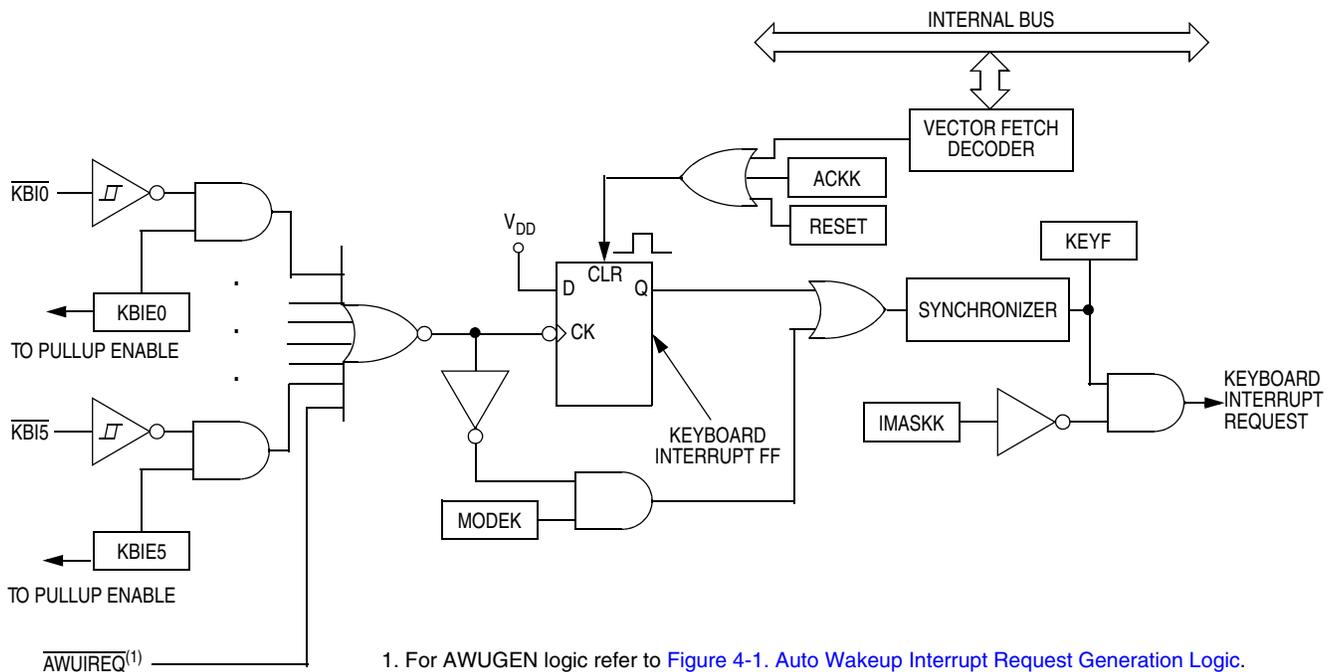 INTERNAL BUS
VECTOR FETCH
DECODER
ACKK
RESET
KBI0
KBIE0
TO PULLUP ENABLE
KBI5
KBIE5
TO PULLUP ENABLE
AWUIREQ(1)
VDD
CLR
D
Q
CK
KEYBOARD
INTERRUPT FF
MODEK
SYNCHRONIZER
KEYF
IMASKK
KEYBOARD
INTERRUPT
REQUEST
1. For AWUGEN logic refer to Figure 4-1. Auto Wakeup Interrupt Request Generation Logic.